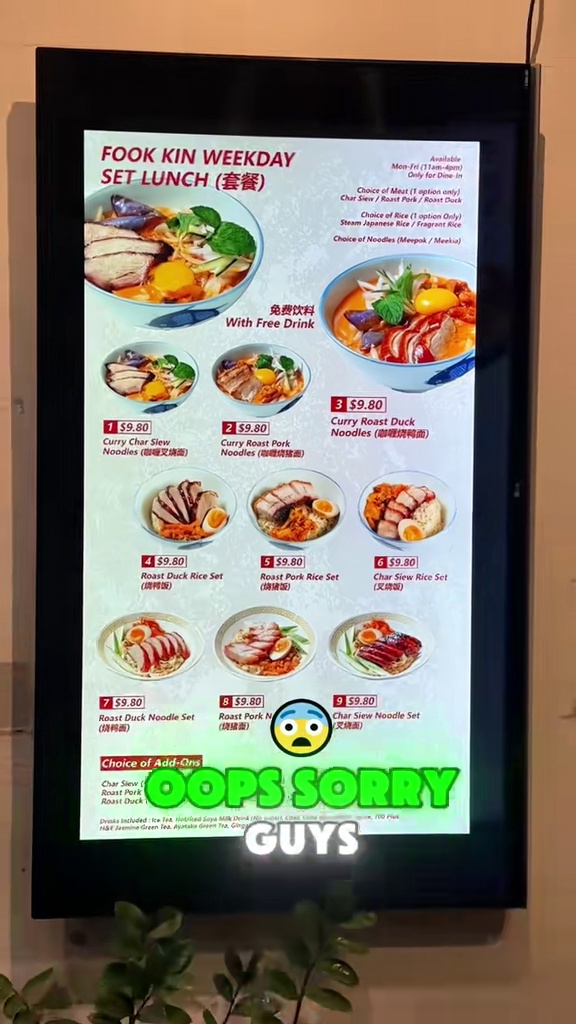 FOOK KIN WEEKDAY
SET LUNCH (套餐)
Available
Mon-Fri (11am-4pm)
Only for Dine-in
Choice of Meat (1 option only)
Char Siew / Roast Pork / Roast Duck
Choice of Rice (1 option Only)
Steam Japanese Rice / Fragrant Rice
Choice of Noodles (Meepok / Meekia)
免费饮料
With Free Drink
1 $9.80
Curry Char Siew
Noodles (咖喱叉烧面)
2 $9.80
Curry Roast Pork
Noodles (咖喱烧猪面)
3 $9.80
Curry Roast Duck
Noodles (咖喱烧鸭面)
4 $9.80
Roast Duck Rice Set
(烧鸭饭)
5 $9.80
Roast Pork Rice Set
(烧猪饭)
6 $9.80
Char Siew Rice Set
(叉烧饭)
7 $9.80
Roast Duck Noodle Set
(烧鸭面)
8 $9.80
Roast Pork N
(烧猪面)
9 $9.80
Char Siew Noodle Set
(叉烧面)
Choice of Add-Ons
Char Siew
Roast Pork
Roast Duck
OOPS SORRY
GUYS
Drinks Included : Ice Tea, Hot/Iced Soya Milk Drink 100 Plus
H&E Jasmine Green Tea, Ayataka Green Tea,